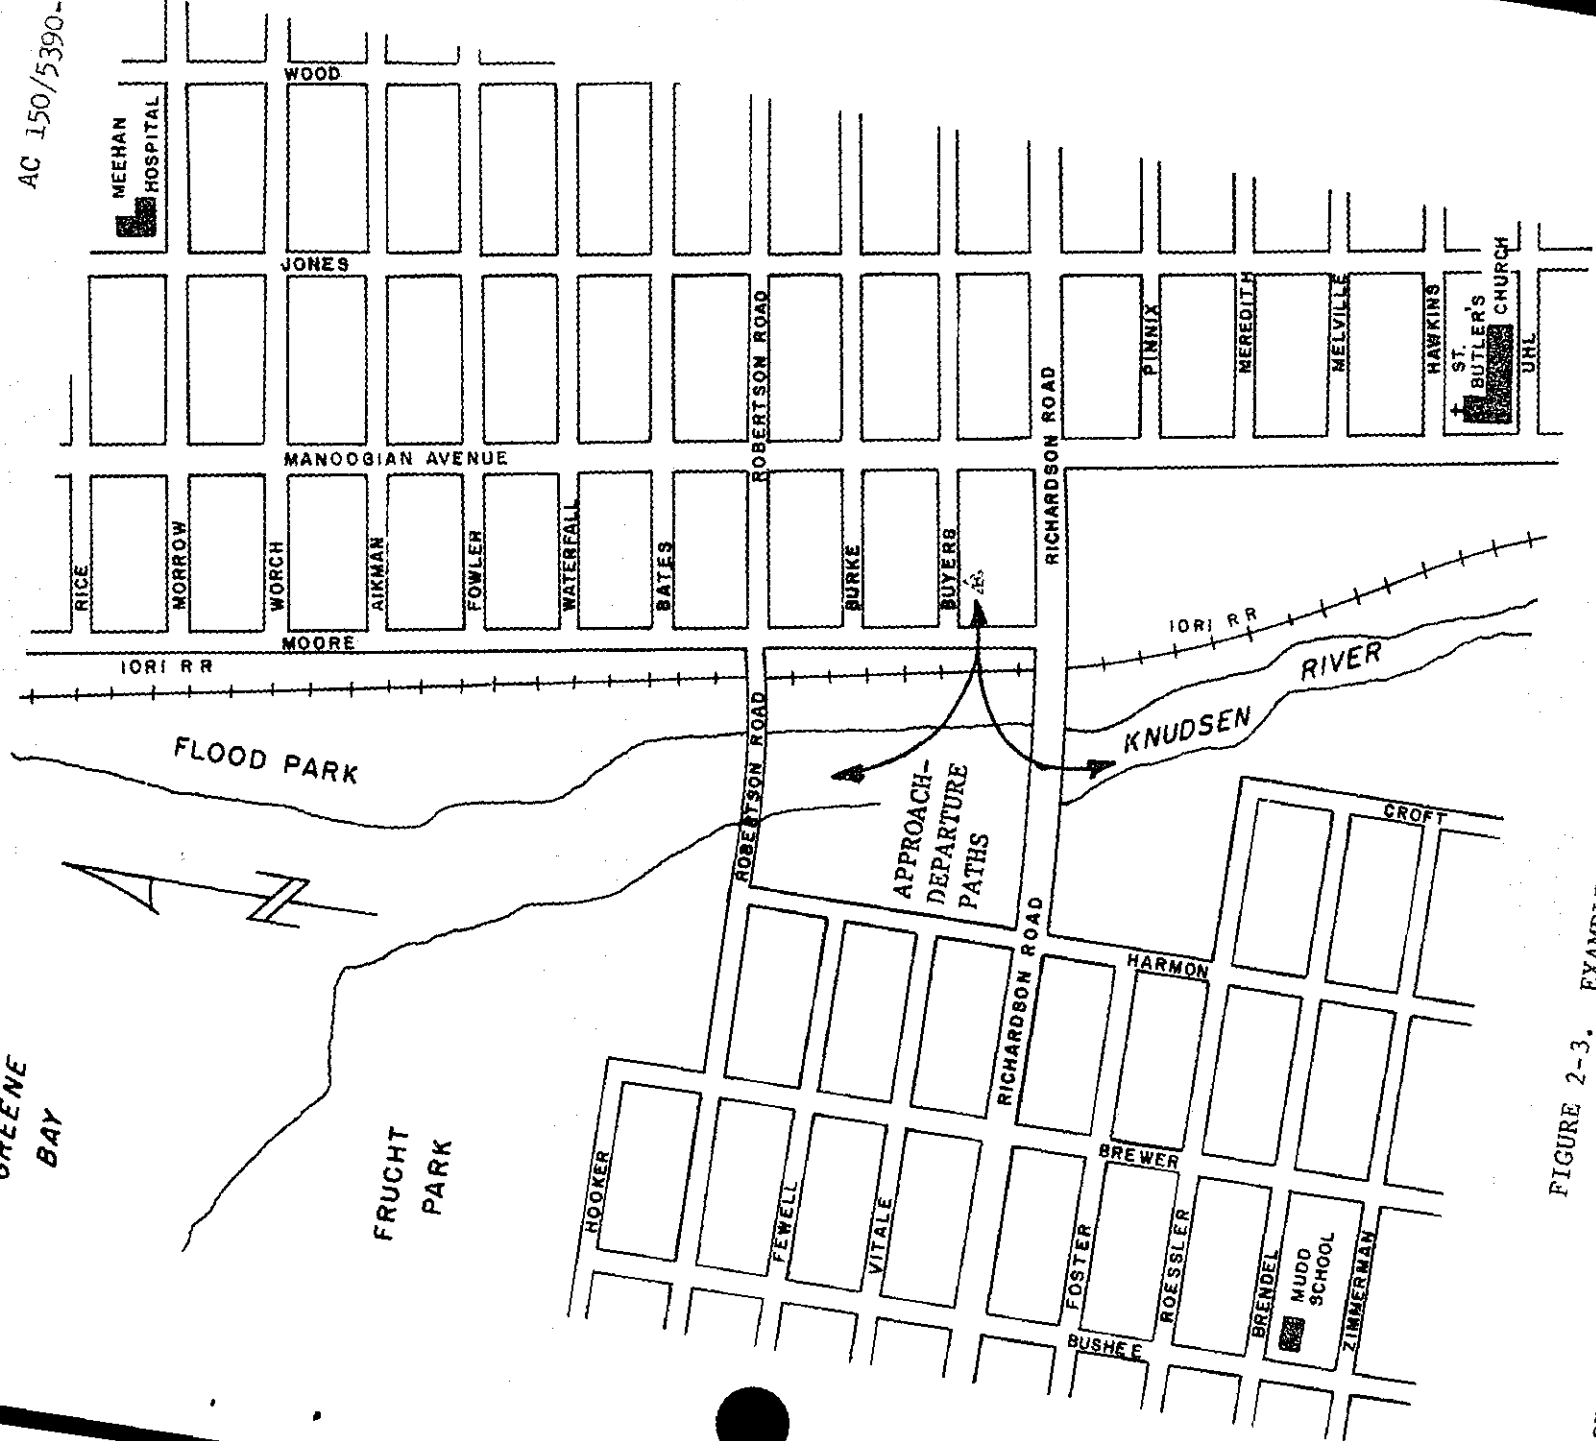 AC 150/5390-
WOOD
MEEHAN
HOSPITAL
JONES
ROBERTSON ROAD
RICHARDSON ROAD
PINNIX
MEREDITH
MELVILLE
HAWKINS
ST.
BUTLER'S
CHURCH
UHL
MANOOGIAN AVENUE
RICE
MORROW
WORCH
AIKMAN
FOWLER
WATERFALL
BATES
BURKE
BUYERS
MOORE
IORI RR
IORI RR
RIVER
KNUDSEN
FLOOD PARK
ROBERTSON ROAD
APPROACH-
DEPARTURE
PATHS
CROFT
RICHARDSON ROAD
HARMON
GREENE
BAY
FRUCHT
PARK
HOOKER
FEWELL
VITALE
BREWER
FOSTER
ROESSLER
BRENDEL
MUDD
SCHOOL
ZIMMERMAN
BUSHEE
FIGURE 2-3.